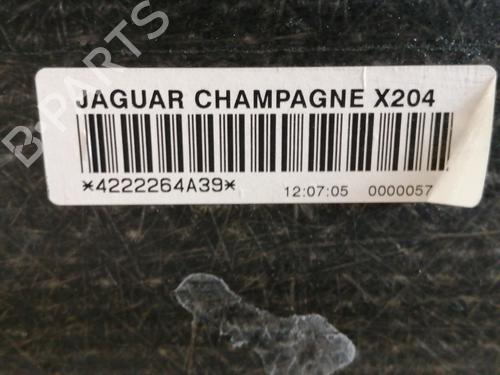 B-PARTS
JAGUAR CHAMPAGNE X204
*4222264A39* 12:07:05 0000057